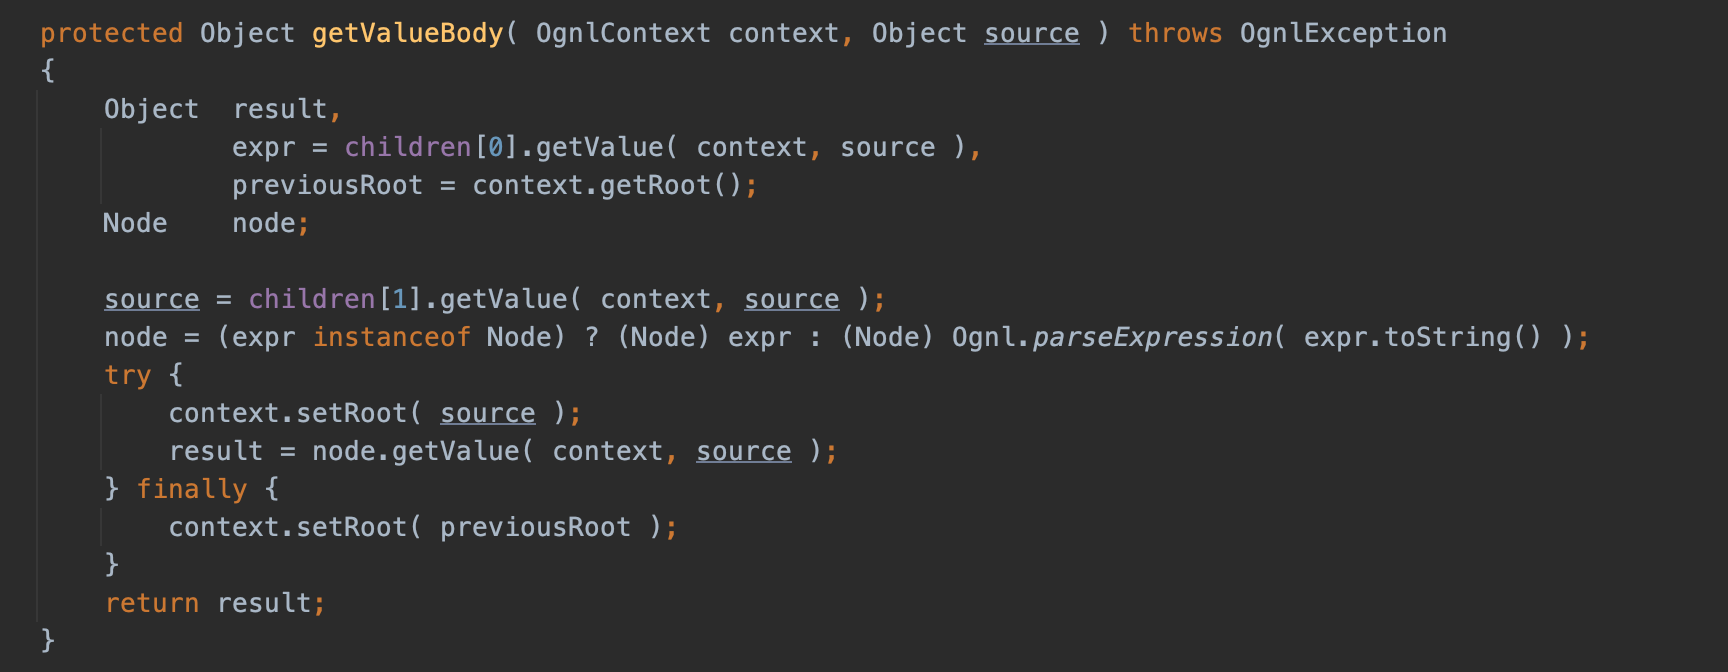 protected Object getValueBody( OgnlContext context, Object source ) throws OgnlException
{
    Object  result,
            expr = children[0].getValue( context, source ),
            previousRoot = context.getRoot();
    Node    node;

    source = children[1].getValue( context, source );
    node = (expr instanceof Node) ? (Node) expr : (Node) Ognl.parseExpression( expr.toString() );
    try {
        context.setRoot( source );
        result = node.getValue( context, source );
    } finally {
        context.setRoot( previousRoot );
    }
    return result;
}